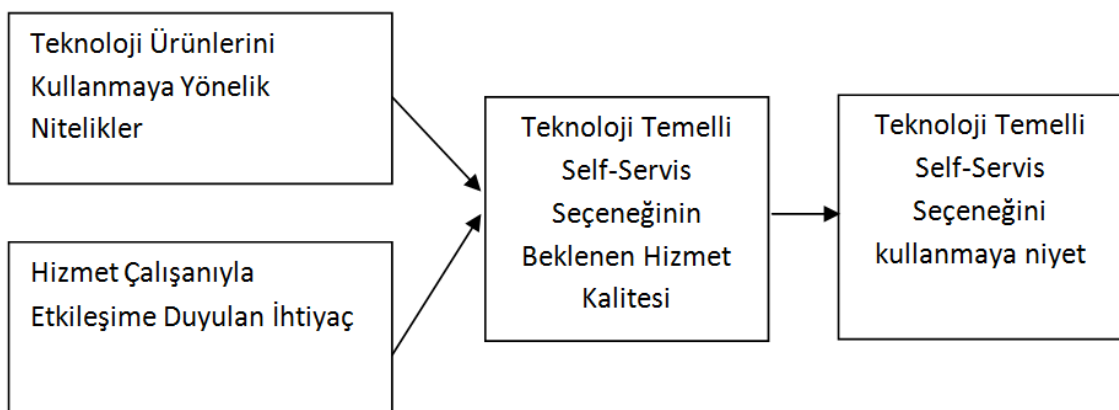 Teknoloji Ürünlerini
Kullanmaya Yönelik
Nitelikler
Hizmet Çalışanıyla
Etkileşime Duyulan İhtiyaç
Teknoloji Temelli
Self-Servis
Seçeneğinin
Beklenen Hizmet
Kalitesi
Teknoloji Temelli
Self-Servis
Seçeneğini
kullanmaya niyet